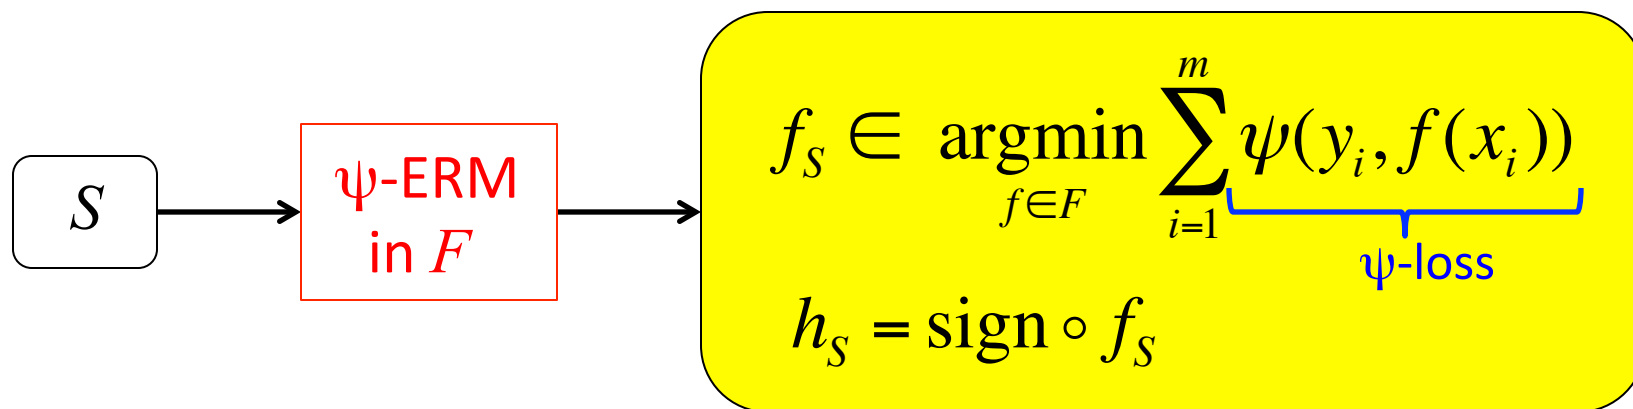 S
ψ-ERM
in F
f_S ∈ argmin_{f∈F} ∑_{i=1}^{m} ψ(y_i, f(x_i))
ψ-loss
h_S = sign ∘ f_S